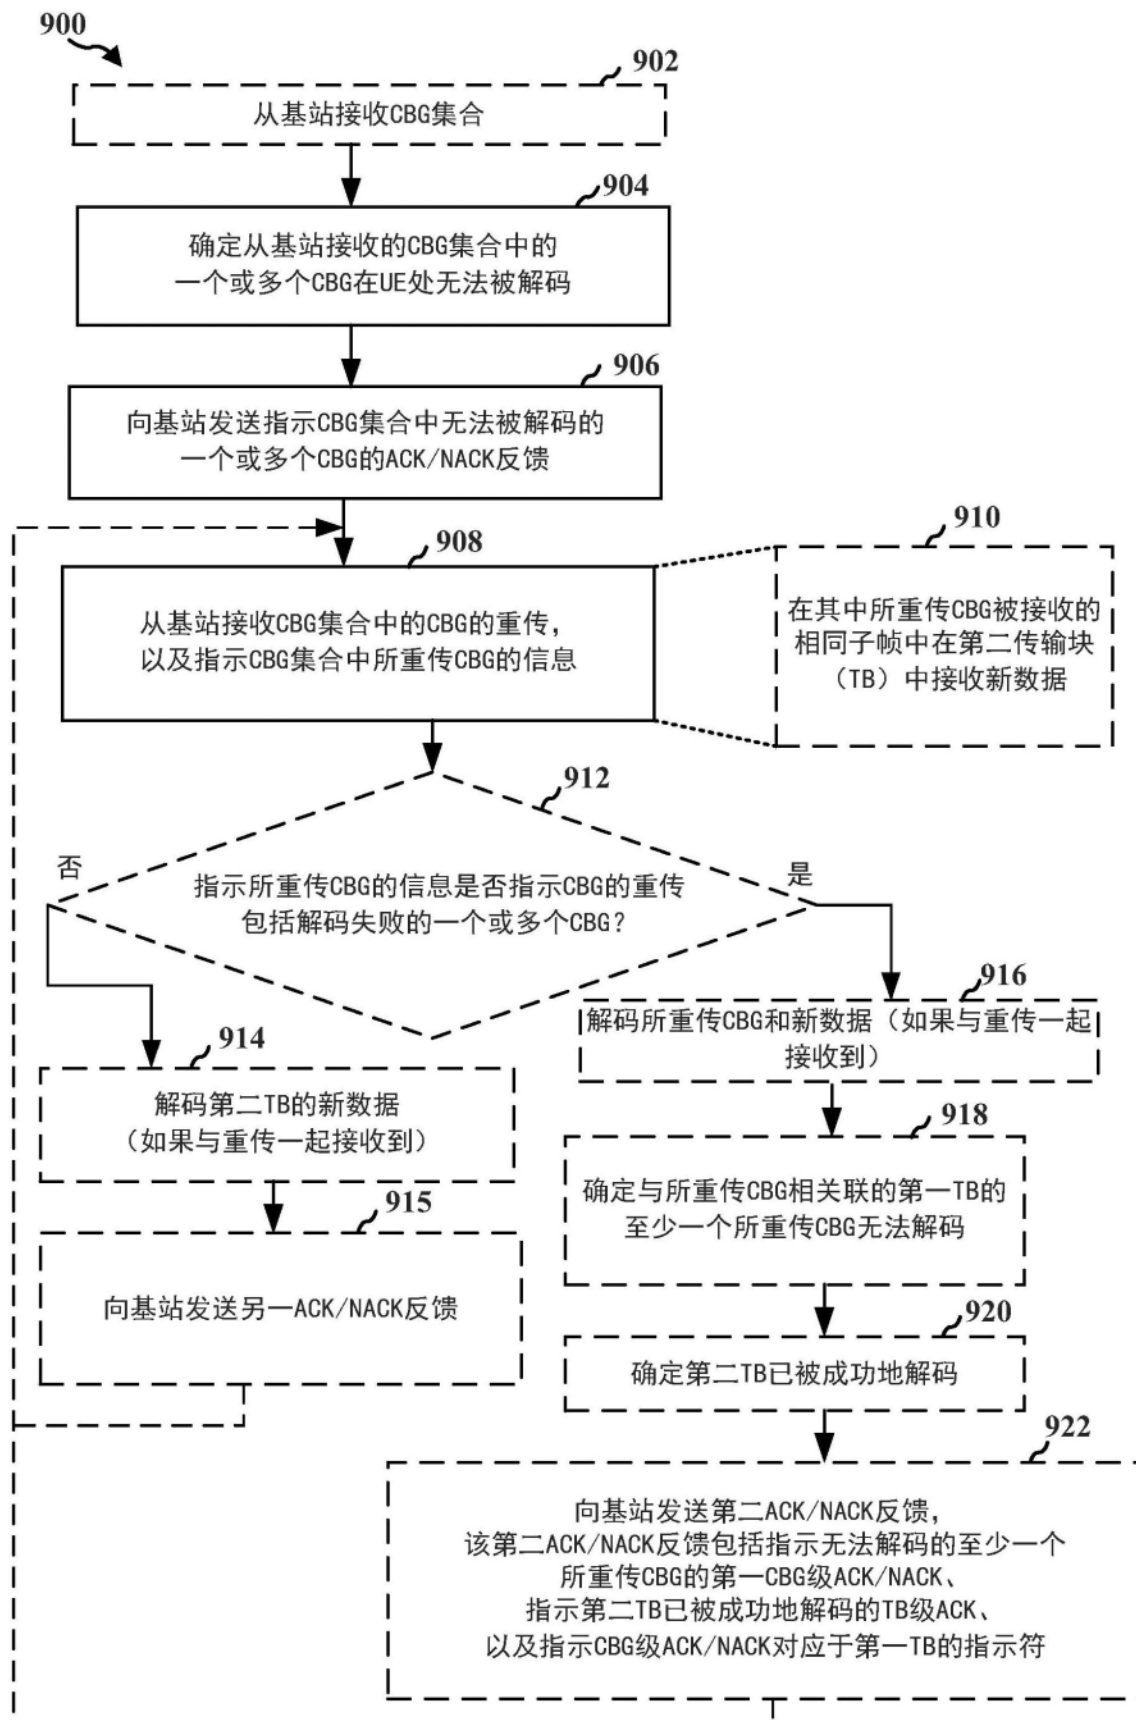 900
902
从基站接收CBG集合
904
确定从基站接收的CBG集合中的
一个或多个CBG在UE处无法被解码
906
向基站发送指示CBG集合中无法被解码的
一个或多个CBG的ACK/NACK反馈
908
从基站接收CBG集合中的CBG的重传，
以及指示CBG集合中所重传CBG的信息
910
在其中所重传CBG被接收的
相同子帧中在第二传输块
（TB）中接收新数据
912
否
是
指示所重传CBG的信息是否指示CBG的重传
包括解码失败的一个或多个CBG？
914
解码第二TB的新数据
（如果与重传一起接收到）
915
向基站发送另一ACK/NACK反馈
916
解码所重传CBG和新数据（如果与重传一起
接收到）
918
确定与所重传CBG相关联的第一TB的
至少一个所重传CBG无法解码
920
确定第二TB已被成功地解码
922
向基站发送第二ACK/NACK反馈，
该第二ACK/NACK反馈包括指示无法解码的至少一个
所重传CBG的第一CBG级ACK/NACK、
指示第二TB已被成功地解码的TB级ACK、
以及指示CBG级ACK/NACK对应于第一TB的指示符